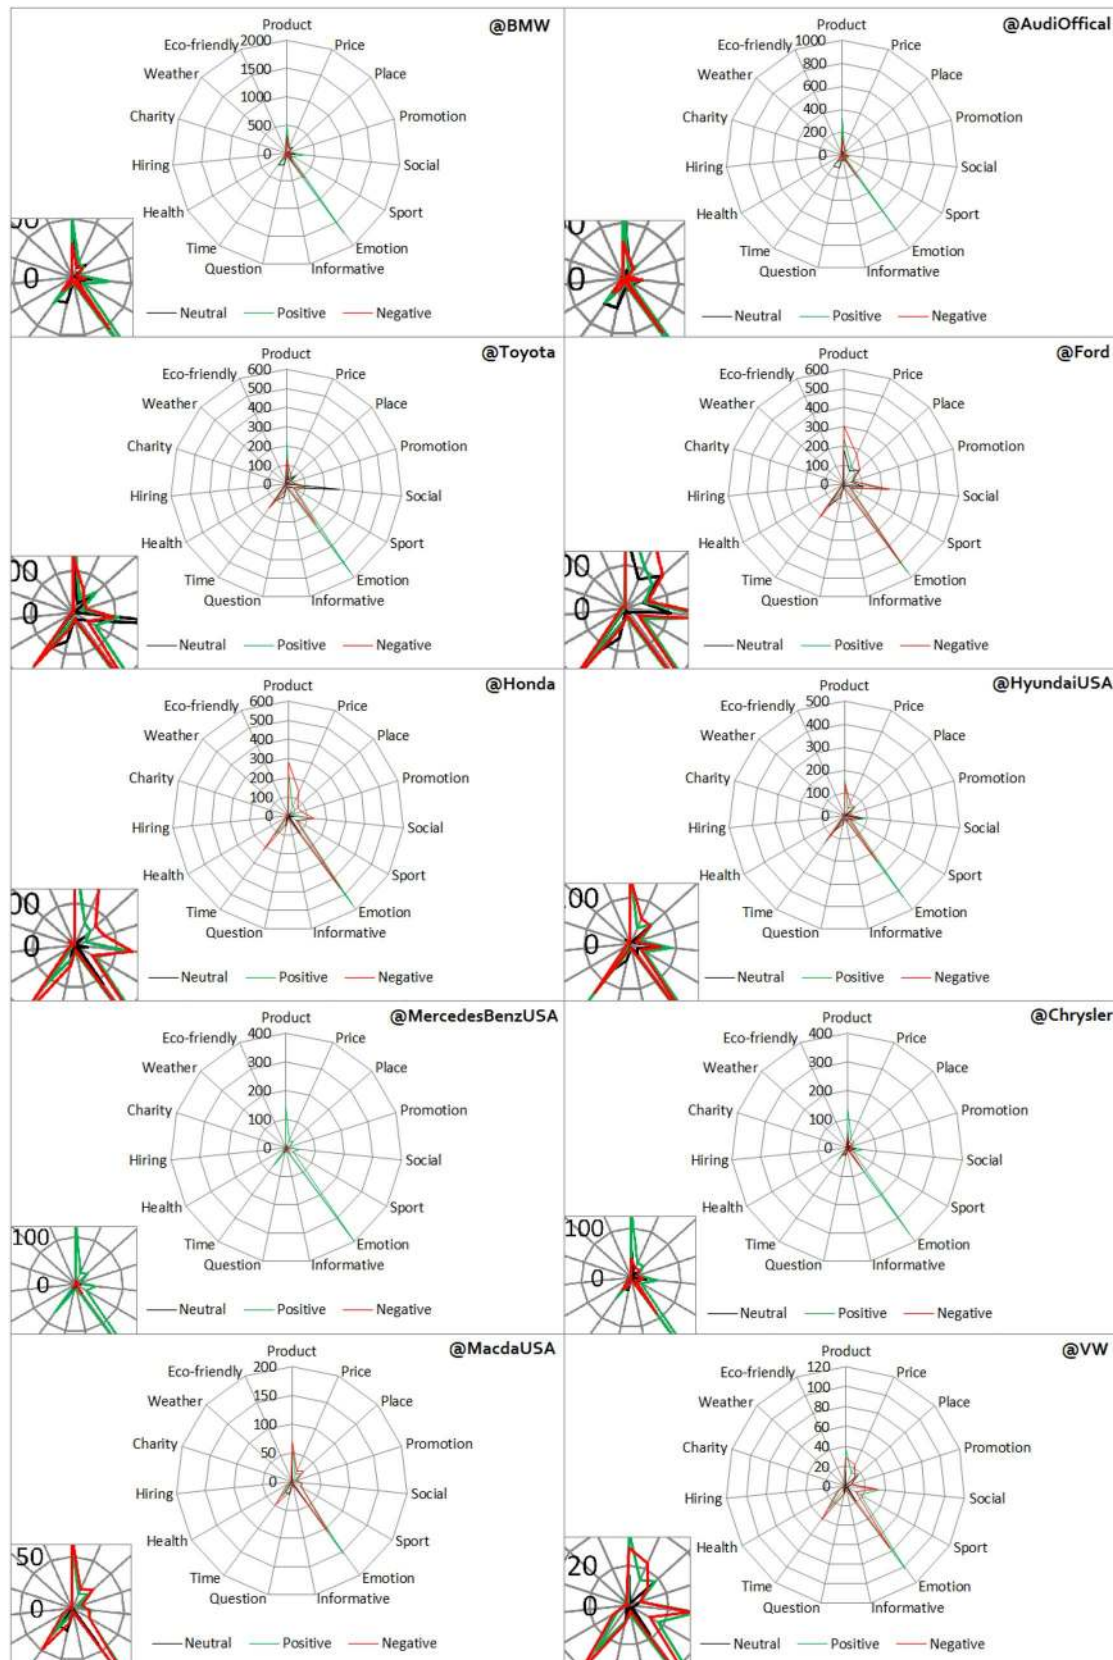 Product
@BMW
2000
Eco-friendly
Price
1500
Weather
Place
1000
Charity
Promotion
500
Hiring
0
Social
Health
Sport
Time
Emotion
Question
Informative
0
Neutral
Positive
Negative
Product
@AudiOffical
1000
Eco-friendly
Price
800
Weather
Place
600
Charity
400
Promotion
200
Hiring
0
Social
Health
Sport
Time
Emotion
Question
Informative
0
Neutral
Positive
Negative
Product
@Toyota
600
Eco-friendly
Price
500
Weather
Place
400
300
Charity
Promotion
200
100
Hiring
0
Social
Health
Sport
Time
Emotion
Question
Informative
00
0
Neutral
Positive
Negative
Product
@Ford
600
Eco-friendly
Price
500
Weather
Place
400
300
Charity
Promotion
200
100
Hiring
0
Social
Health
Sport
Time
Emotion
Question
Informative
00
0
Neutral
Positive
Negative
Product
@Honda
600
Eco-friendly
Price
500
Weather
Place
400
300
Charity
Promotion
200
100
Hiring
0
Social
Health
Sport
Time
Emotion
Question
Informative
00
0
Neutral
Positive
Negative
Product
@HyundaiUSA
500
Eco-friendly
Price
400
Weather
Place
300
Charity
200
Promotion
100
Hiring
0
Social
Health
Sport
Time
Emotion
Question
Informative
00
0
Neutral
Positive
Negative
Product
@MercedesBenzUSA
400
Eco-friendly
Price
300
Weather
Place
200
Charity
Promotion
100
Hiring
0
Social
Health
Sport
Time
Emotion
Question
Informative
100
0
Neutral
Positive
Negative
Product
@Chrysler
400
Eco-friendly
Price
300
Weather
Place
200
Charity
Promotion
100
Hiring
0
Social
Health
Sport
Time
Emotion
Question
Informative
100
0
Neutral
Positive
Negative
Product
@MacdaUSA
200
Eco-friendly
Price
150
Weather
Place
100
Charity
Promotion
50
Hiring
0
Social
Health
Sport
Time
Emotion
Question
Informative
50
0
Neutral
Positive
Negative
Product
@VW
120
Eco-friendly
Price
100
Weather
Place
80
60
Charity
Promotion
40
20
Hiring
0
Social
Health
Sport
Time
Emotion
Question
Informative
20
0
Neutral
Positive
Negative